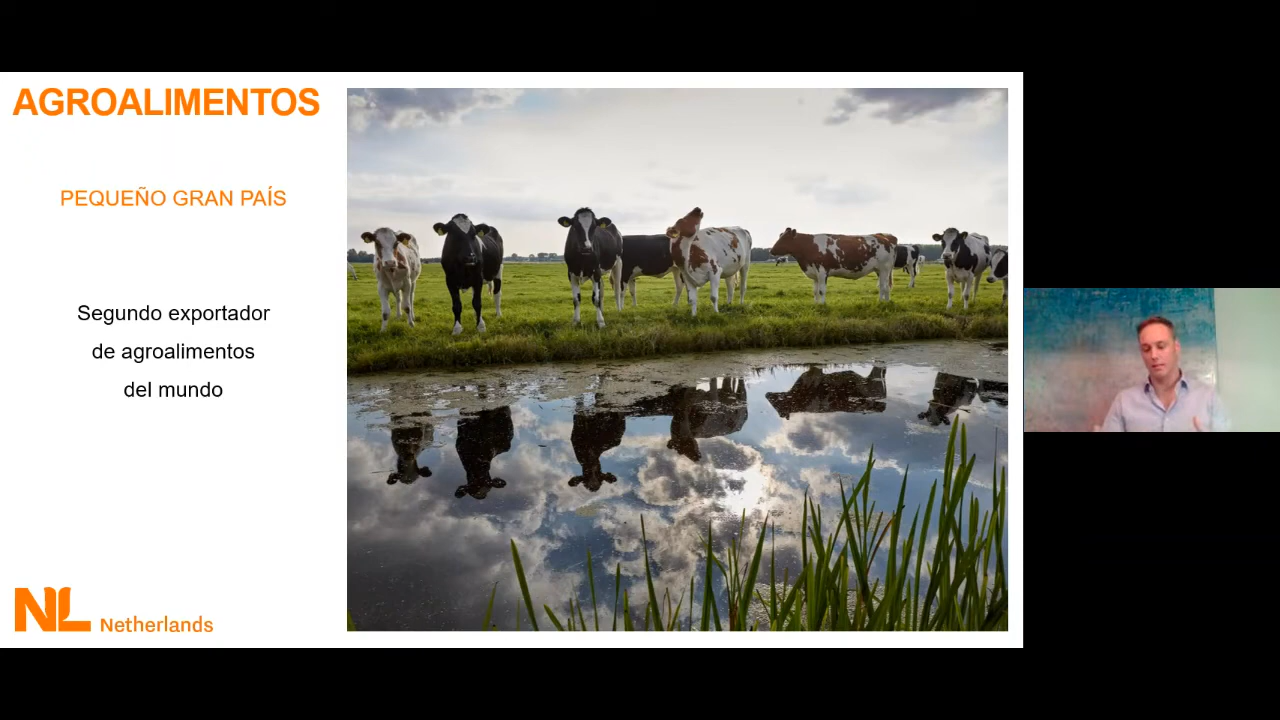 AGROALIMENTOS
PEQUEÑO GRAN PAÍS
Segundo exportador
de agroalimentos
del mundo
NL Netherlands